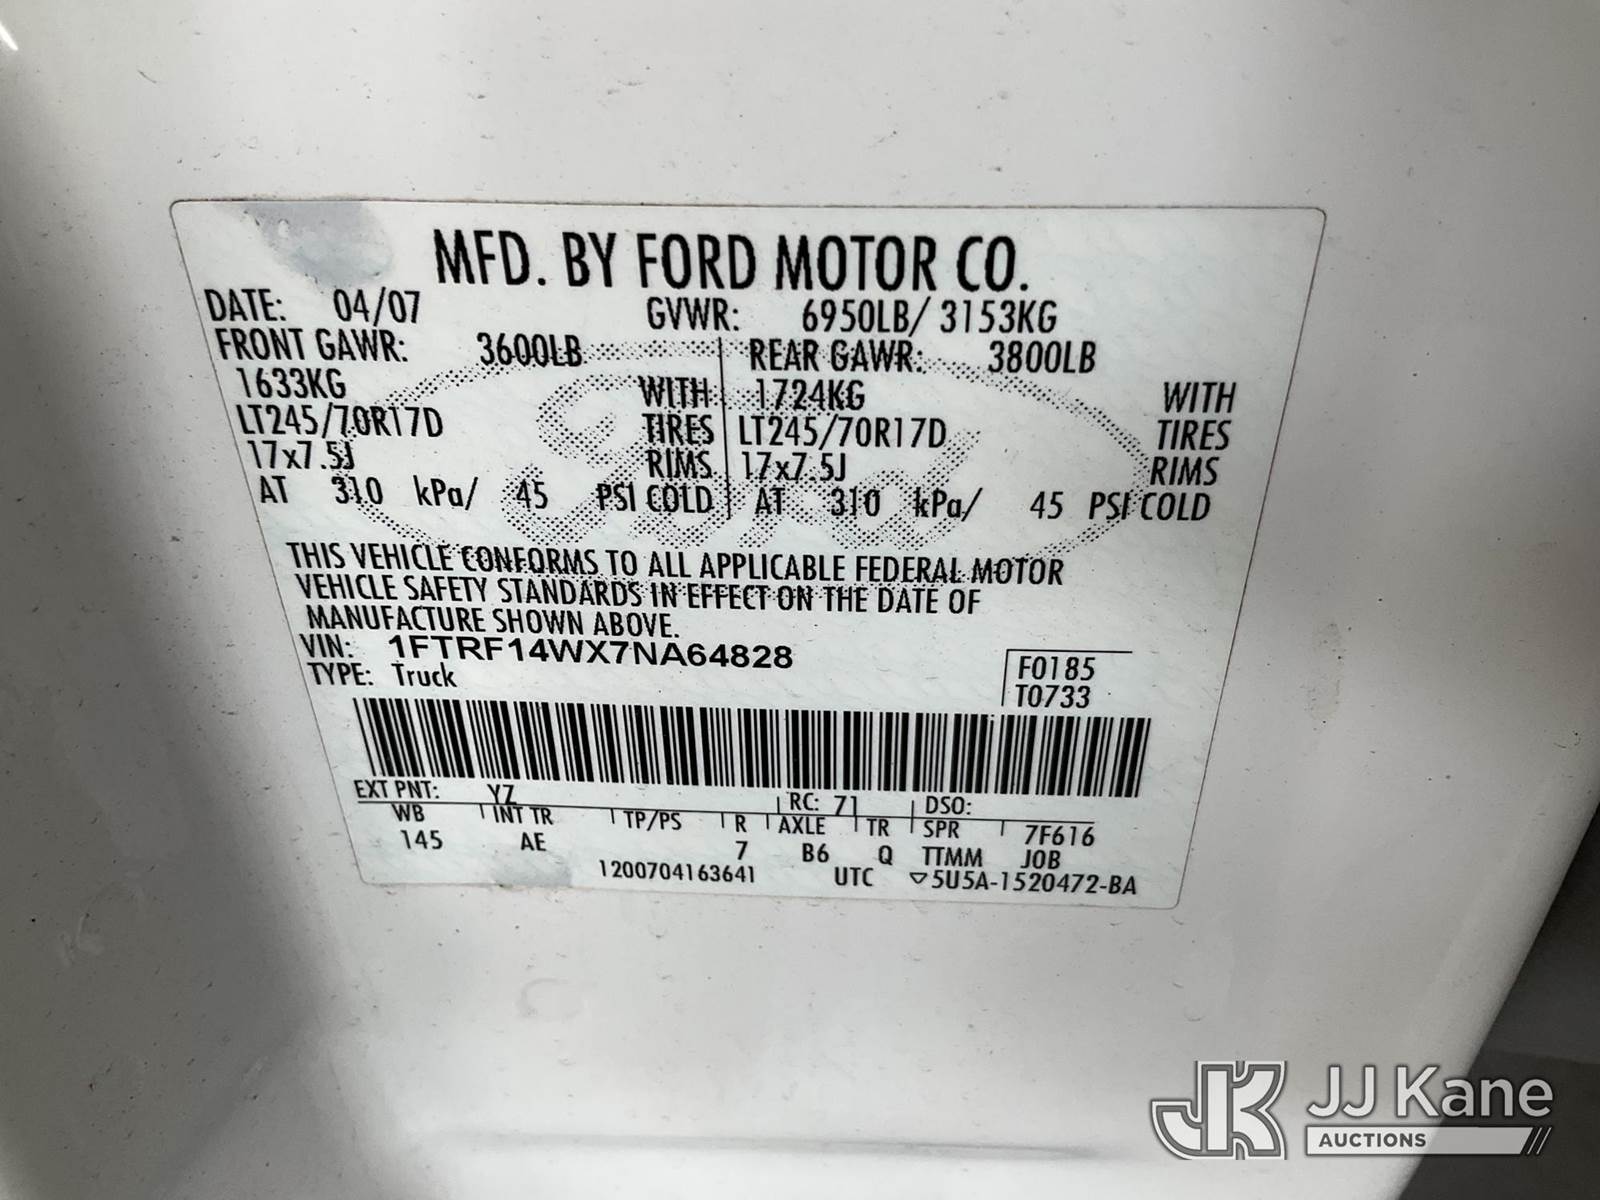 MFD. BY FORD MOTOR CO.
DATE: 04/07 GVWR: 6950LB/ 3153KG
FRONT GAWR: 3600LB REAR GAWR: 3800LB
1633KG WITH 1724KG WITH
LT245/70R17D TIRES LT245/70R17D TIRES
17x7.5J RIMS 17x7.5J RIMS
AT 310 kPa/ 45 PSI COLD AT 310 kPa/ 45 PSI COLD
Ford
THIS VEHICLE CONFORMS TO ALL APPLICABLE FEDERAL MOTOR
VEHICLE SAFETY STANDARDS IN EFFECT ON THE DATE OF
MANUFACTURE SHOWN ABOVE.
VIN: 1FTRF14WX7NA64828 F0185
TYPE: Truck T0733
EXT PNT: YZ RC: 71 DSO:
WB INT TR TP/PS R AXLE TR SPR 7F616
145 AE 7 B6 Q TTMM JOB
1200704163641 UTC ▽5U5A-1520472-BA
JK JJ Kane
AUCTIONS